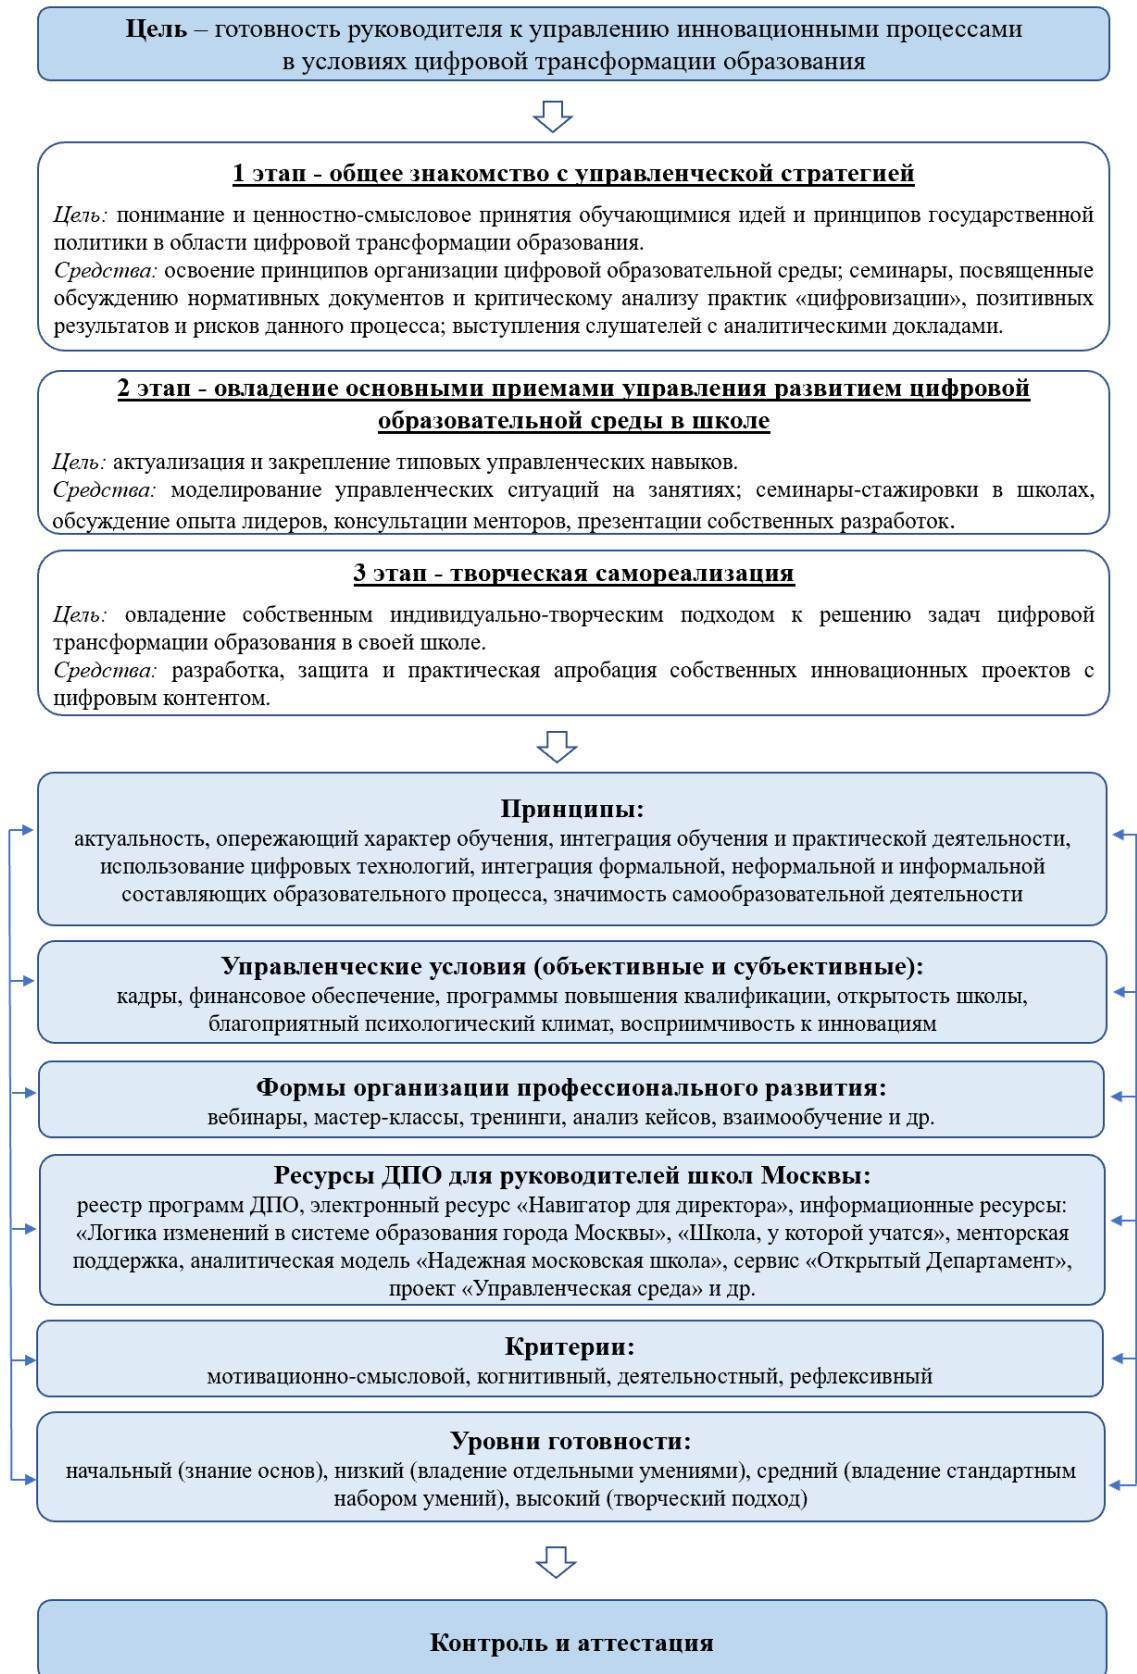 Цель – готовность руководителя к управлению инновационными процессами
в условиях цифровой трансформации образования
1 этап - общее знакомство с управленческой стратегией
Цель: понимание и ценностно-смысловое принятия обучающимися идей и принципов государственной
политики в области цифровой трансформации образования.
Средства: освоение принципов организации цифровой образовательной среды; семинары, посвященные
обсуждению нормативных документов и критическому анализу практик «цифровизации», позитивных
результатов и рисков данного процесса; выступления слушателей с аналитическими докладами.
2 этап - овладение основными приемами управления развитием цифровой
образовательной среды в школе
Цель: актуализация и закрепление типовых управленческих навыков.
Средства: моделирование управленческих ситуаций на занятиях; семинары-стажировки в школах,
обсуждение опыта лидеров, консультации менторов, презентации собственных разработок.
3 этап - творческая самореализация
Цель: овладение собственным индивидуально-творческим подходом к решению задач цифровой
трансформации образования в своей школе.
Средства: разработка, защита и практическая апробация собственных инновационных проектов с
цифровым контентом.
Принципы:
актуальность, опережающий характер обучения, интеграция обучения и практической деятельности,
использование цифровых технологий, интеграция формальной, неформальной и информальной
составляющих образовательного процесса, значимость самообразовательной деятельности
Управленческие условия (объективные и субъективные):
кадры, финансовое обеспечение, программы повышения квалификации, открытость школы,
благоприятный психологический климат, восприимчивость к инновациям
Формы организации профессионального развития:
вебинары, мастер-классы, тренинги, анализ кейсов, взаимообучение и др.
Ресурсы ДПО для руководителей школ Москвы:
реестр программ ДПО, электронный ресурс «Навигатор для директора», информационные ресурсы:
«Логика изменений в системе образования города Москвы», «Школа, у которой учатся», менторская
поддержка, аналитическая модель «Надежная московская школа», сервис «Открытый Департамент»,
проект «Управленческая среда» и др.
Критерии:
мотивационно-смысловой, когнитивный, деятельностный, рефлексивный
Уровни готовности:
начальный (знание основ), низкий (владение отдельными умениями), средний (владение стандартным
набором умений), высокий (творческий подход)
Контроль и аттестация